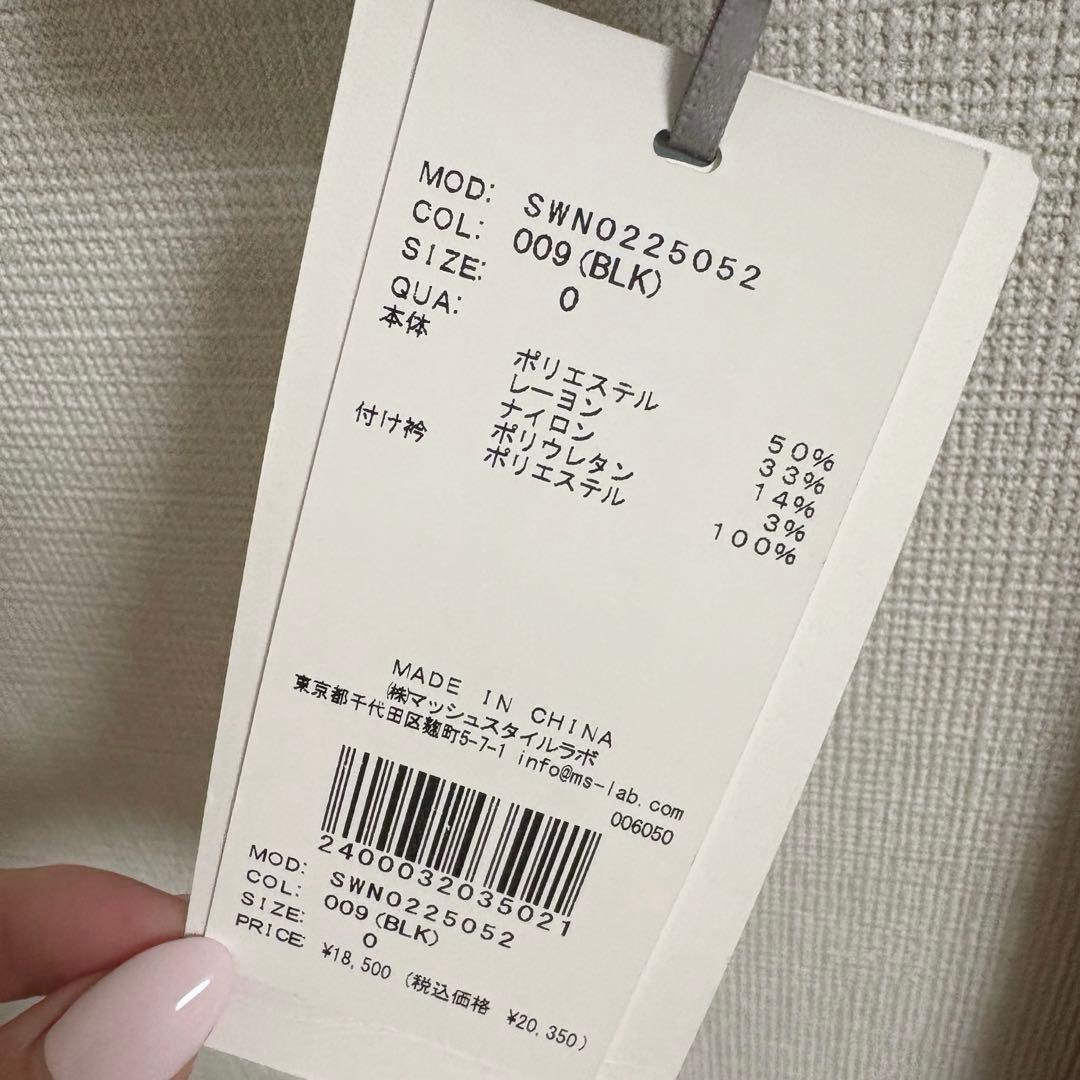 MOD: SWN0225052
COL: 009(BLK)
SIZE: 0
QUA:
本体
ポリエステル 50%
レーヨン 33%
ナイロン 14%
ポリウレタン 3%
付け衿 ポリエステル 100%
MADE IN CHINA
㈱マッシュスタイルラボ
東京都千代田区麹町5-7-1 info@ms-lab.com
006050
2400032035021
MOD: SWN0225052
COL: 009(BLK)
SIZE: 0
PRICE: ¥18,500 (税込価格 ¥20,350)